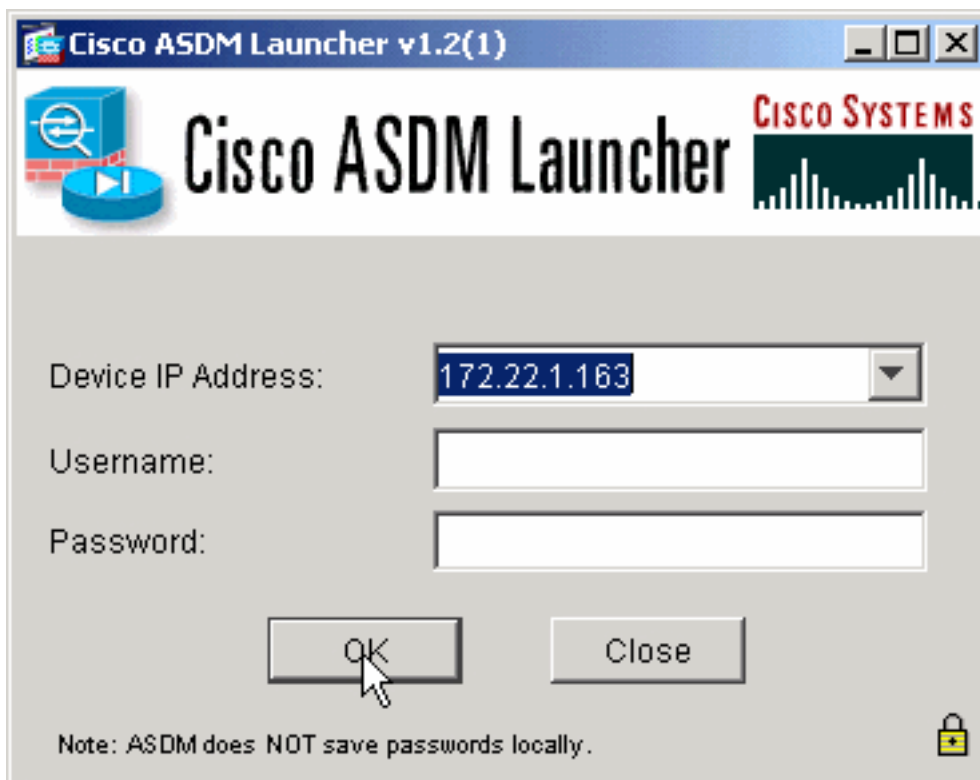 Cisco ASDM Launcher v1.2(1)
Cisco ASDM Launcher
CISCO SYSTEMS
Device IP Address:
172.22.1.163
Username:
Password:
OK
Close
Note: ASDM does NOT save passwords locally.